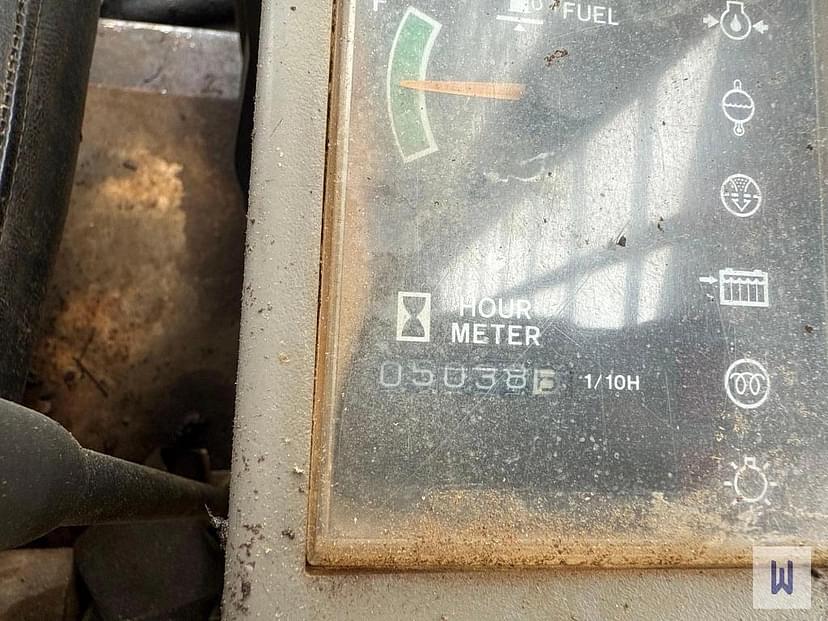 F FUEL
HOUR
METER
05038 1/10H
W